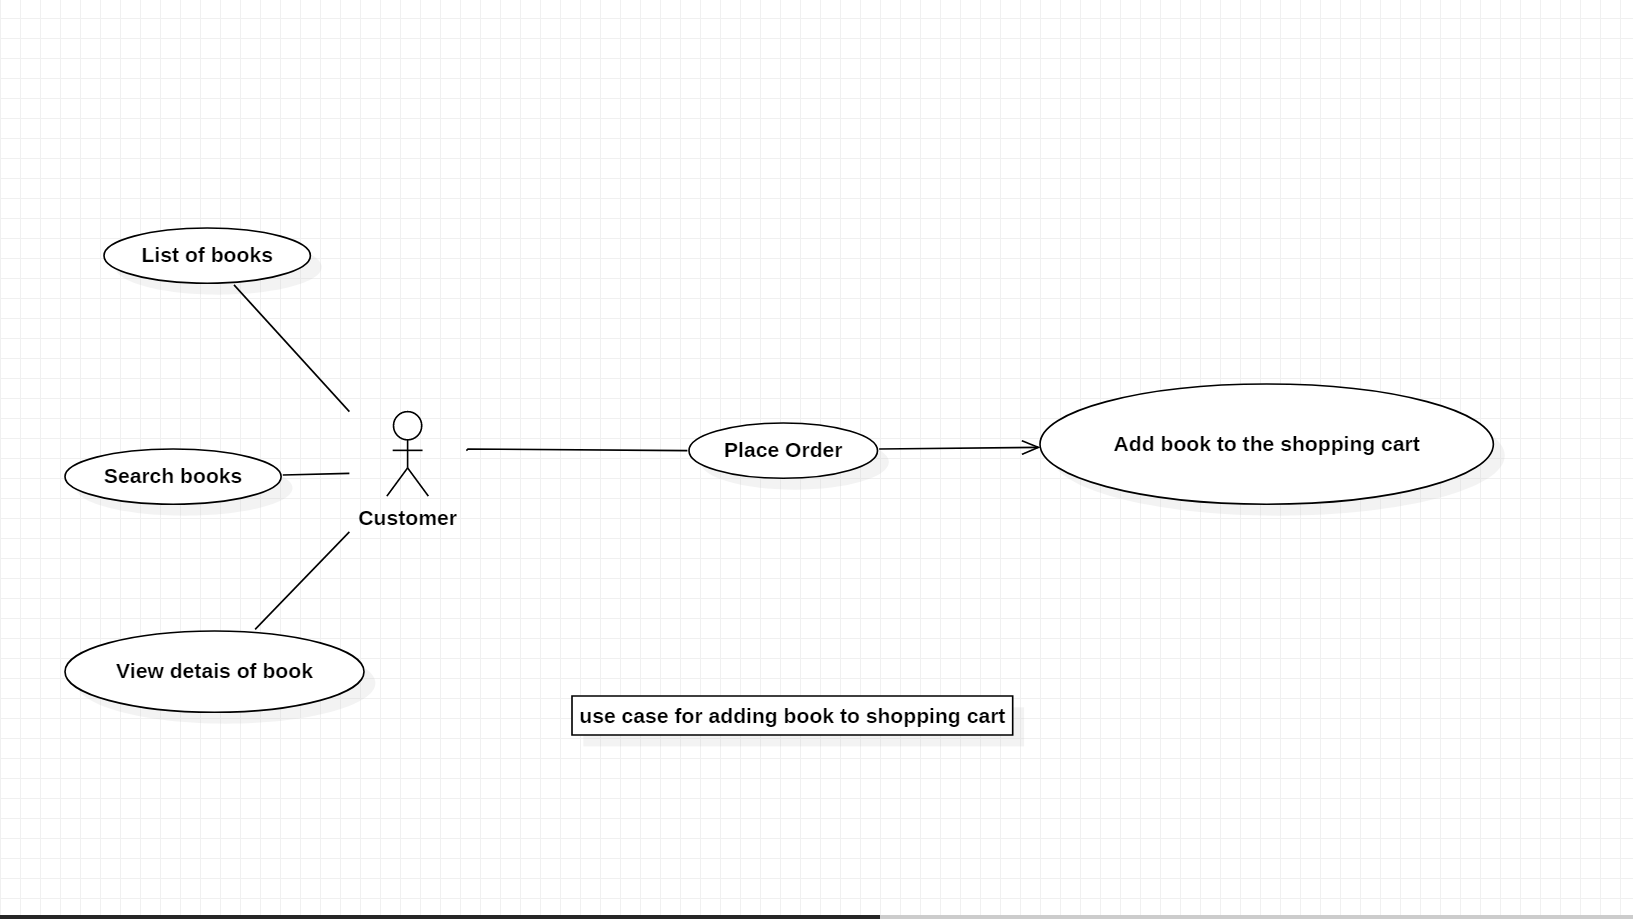 List of books
Search books
Customer
View detais of book
Place Order
Add book to the shopping cart
use case for adding book to shopping cart